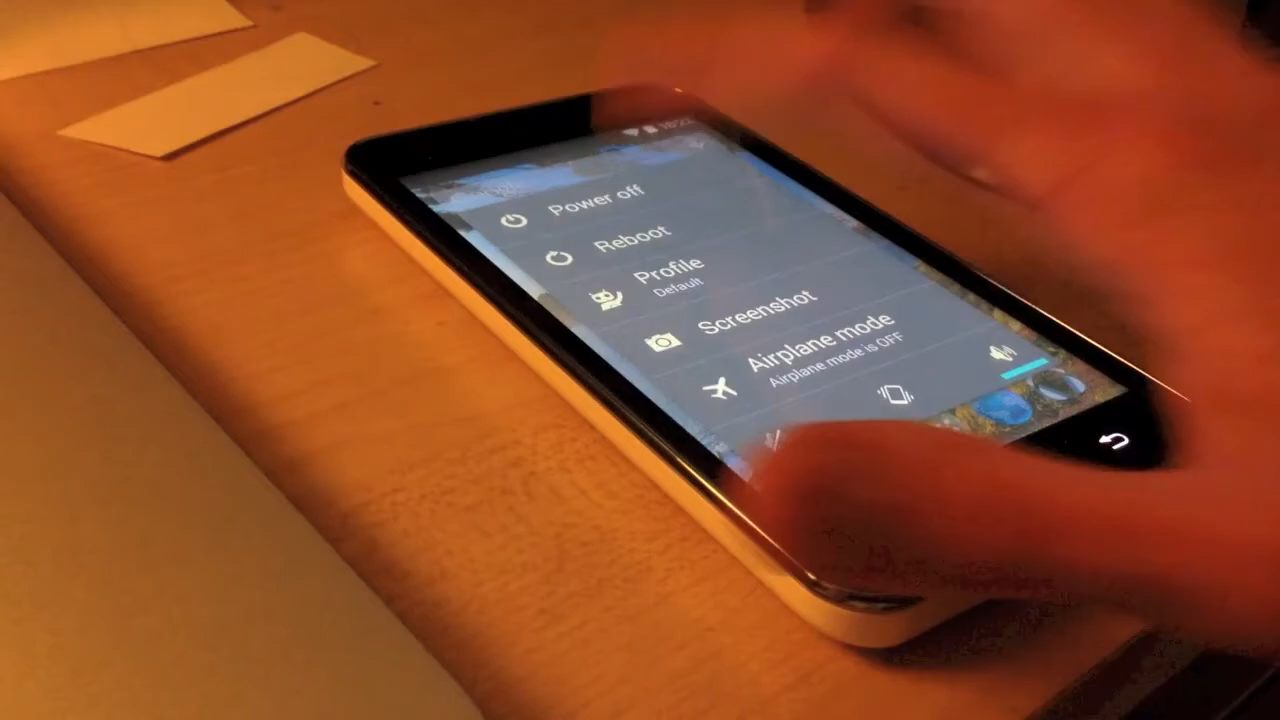 Power off
Reboot
Profile
Default
Screenshot
Airplane mode
Airplane mode is OFF